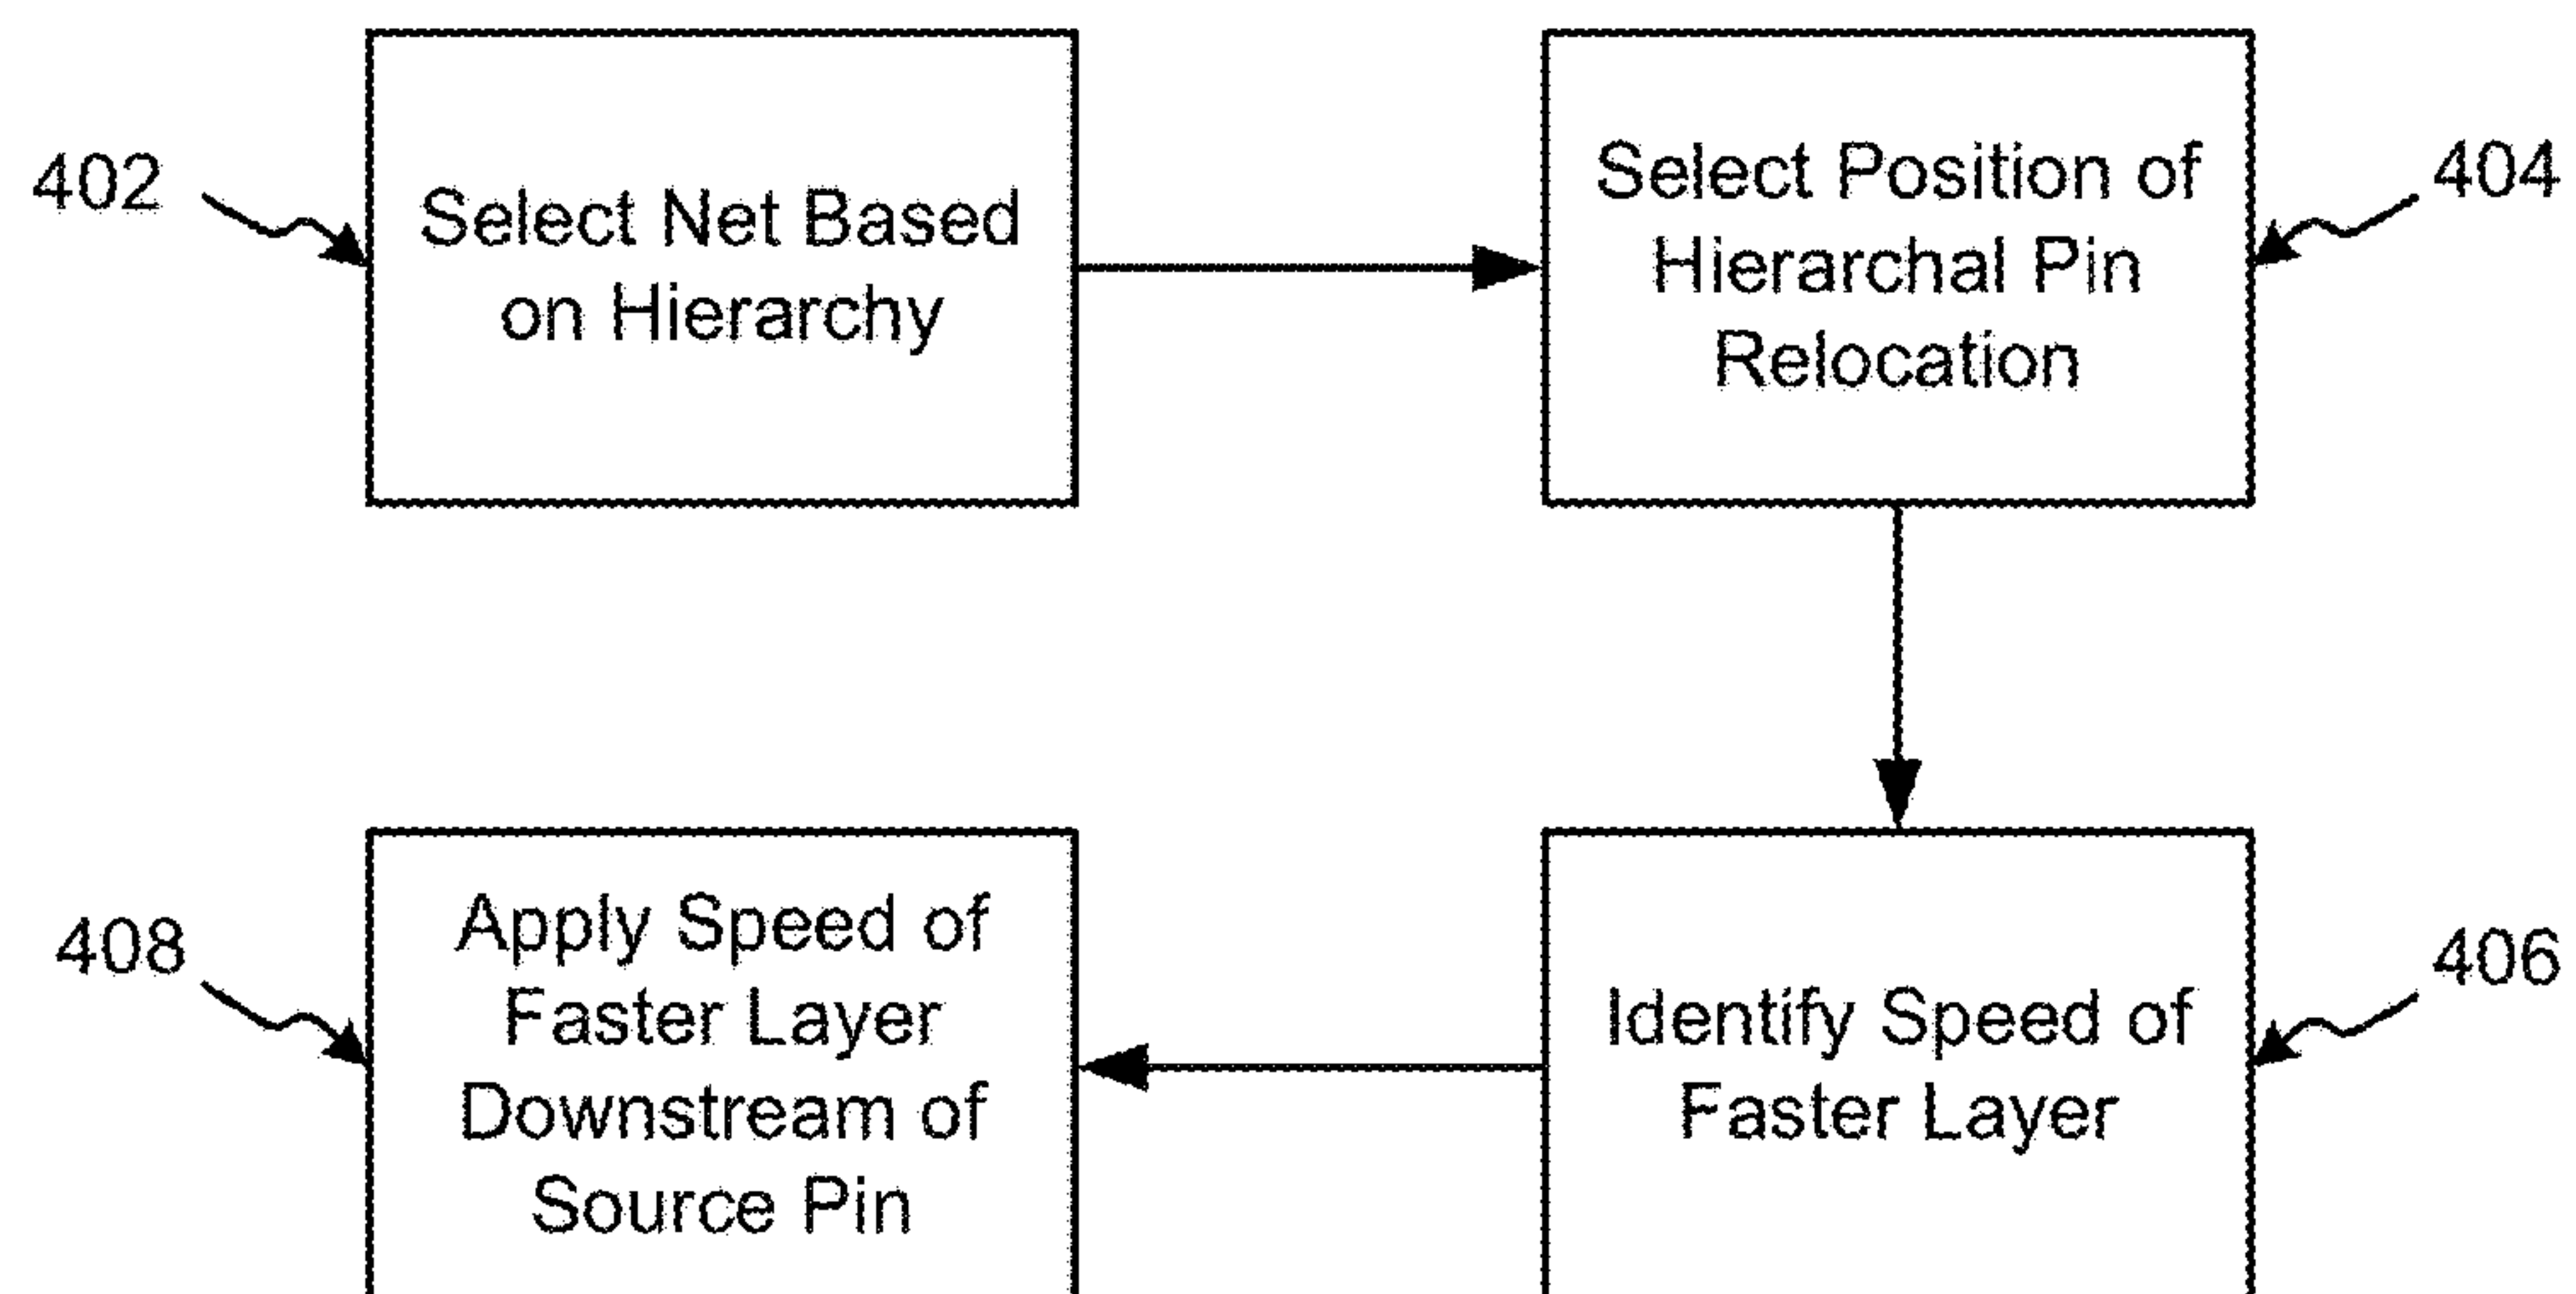 402
Select Net Based
on Hierarchy
Select Position of
Hierarchal Pin
Relocation
404
408
Apply Speed of
Faster Layer
Downstream of
Source Pin
Identify Speed of
Faster Layer
406